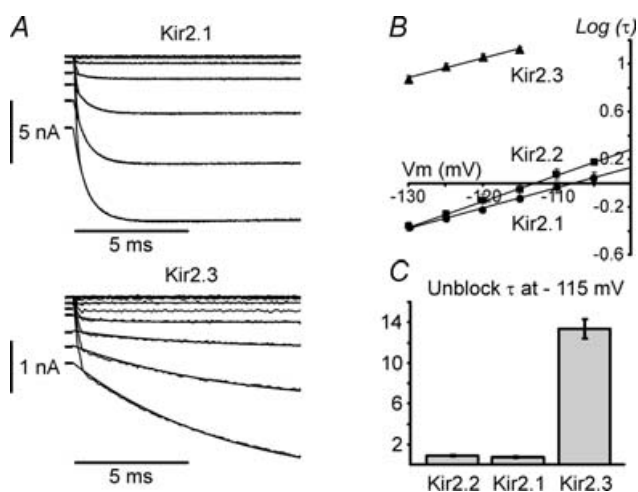 A
Kir2.1
5 nA
5 ms
Kir2.3
1 nA
5 ms
B
Log (τ)
1
Kir2.3
0.6
Kir2.2
0.2
Vm (mV)
-130
-120
-110
-0.2
Kir2.1
-0.6
C
Unblock τ at - 115 mV
14
10
6
2
Kir2.2 Kir2.1 Kir2.3